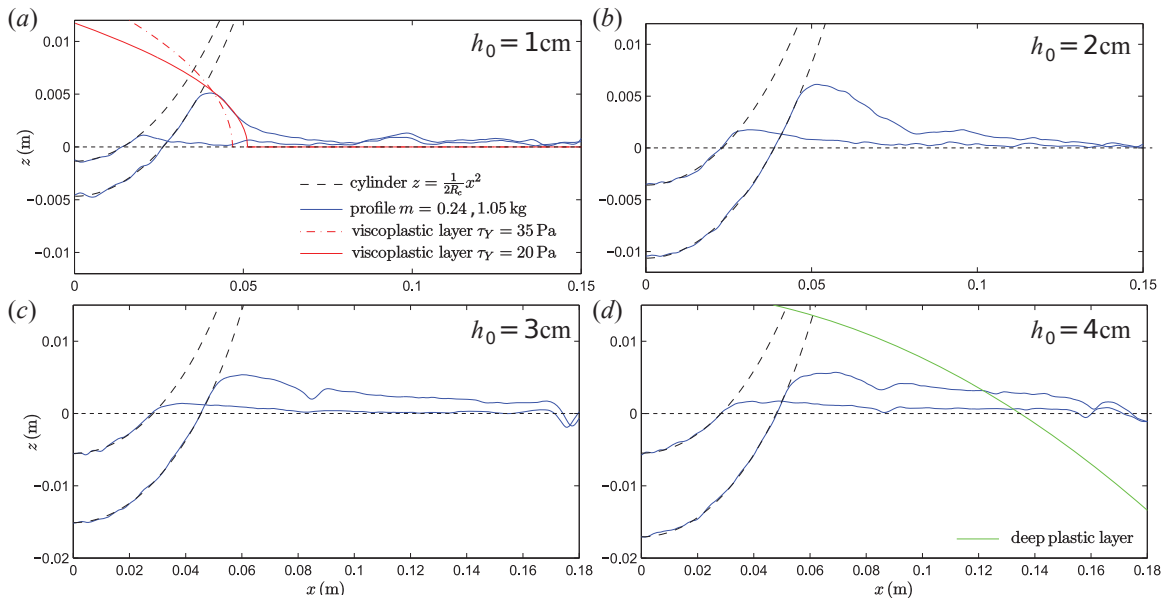 (a)
h₀ = 1cm
0.01
0.005
0
−0.005
−0.01
z (m)
0
0.05
0.1
0.15
cylinder z = 1/(2R_c) x²
profile m = 0.24 , 1.05 kg
viscoplastic layer τ_Y = 35 Pa
viscoplastic layer τ_Y = 20 Pa
(b)
h₀ = 2cm
0.01
0.005
0
−0.005
−0.01
0
0.05
0.1
0.15
(c)
h₀ = 3cm
0.01
0
−0.01
−0.02
z (m)
0
0.02
0.04
0.06
0.08
0.1
0.12
0.14
0.16
0.18
x (m)
(d)
h₀ = 4cm
0.01
0
−0.01
−0.02
0
0.02
0.04
0.06
0.08
0.1
0.12
0.14
0.16
0.18
x (m)
deep plastic layer